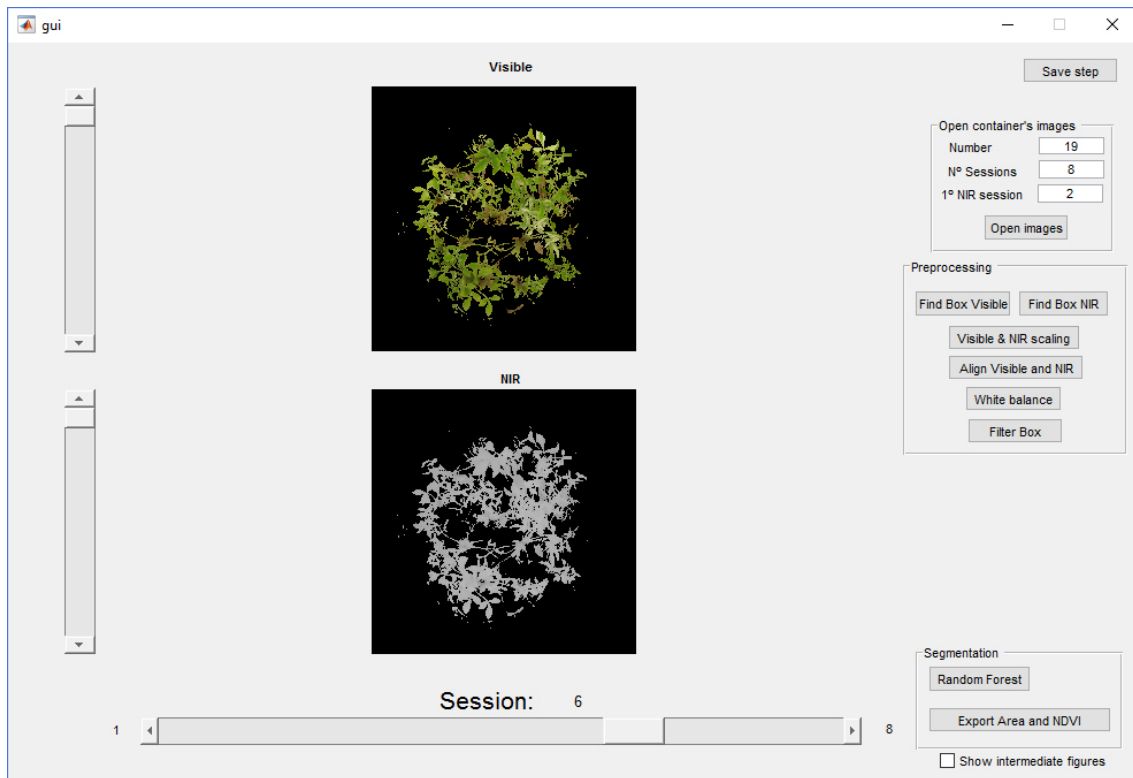 gui
Visible
Save step
Open container's images
Number 19
Nº Sessions 8
1º NIR session 2
Open images
Preprocessing
Find Box Visible Find Box NIR
Visible & NIR scaling
Align Visible and NIR
White balance
Filter Box
NIR
Segmentation
Random Forest
Export Area and NDVI
Session: 6
1 8
Show intermediate figures